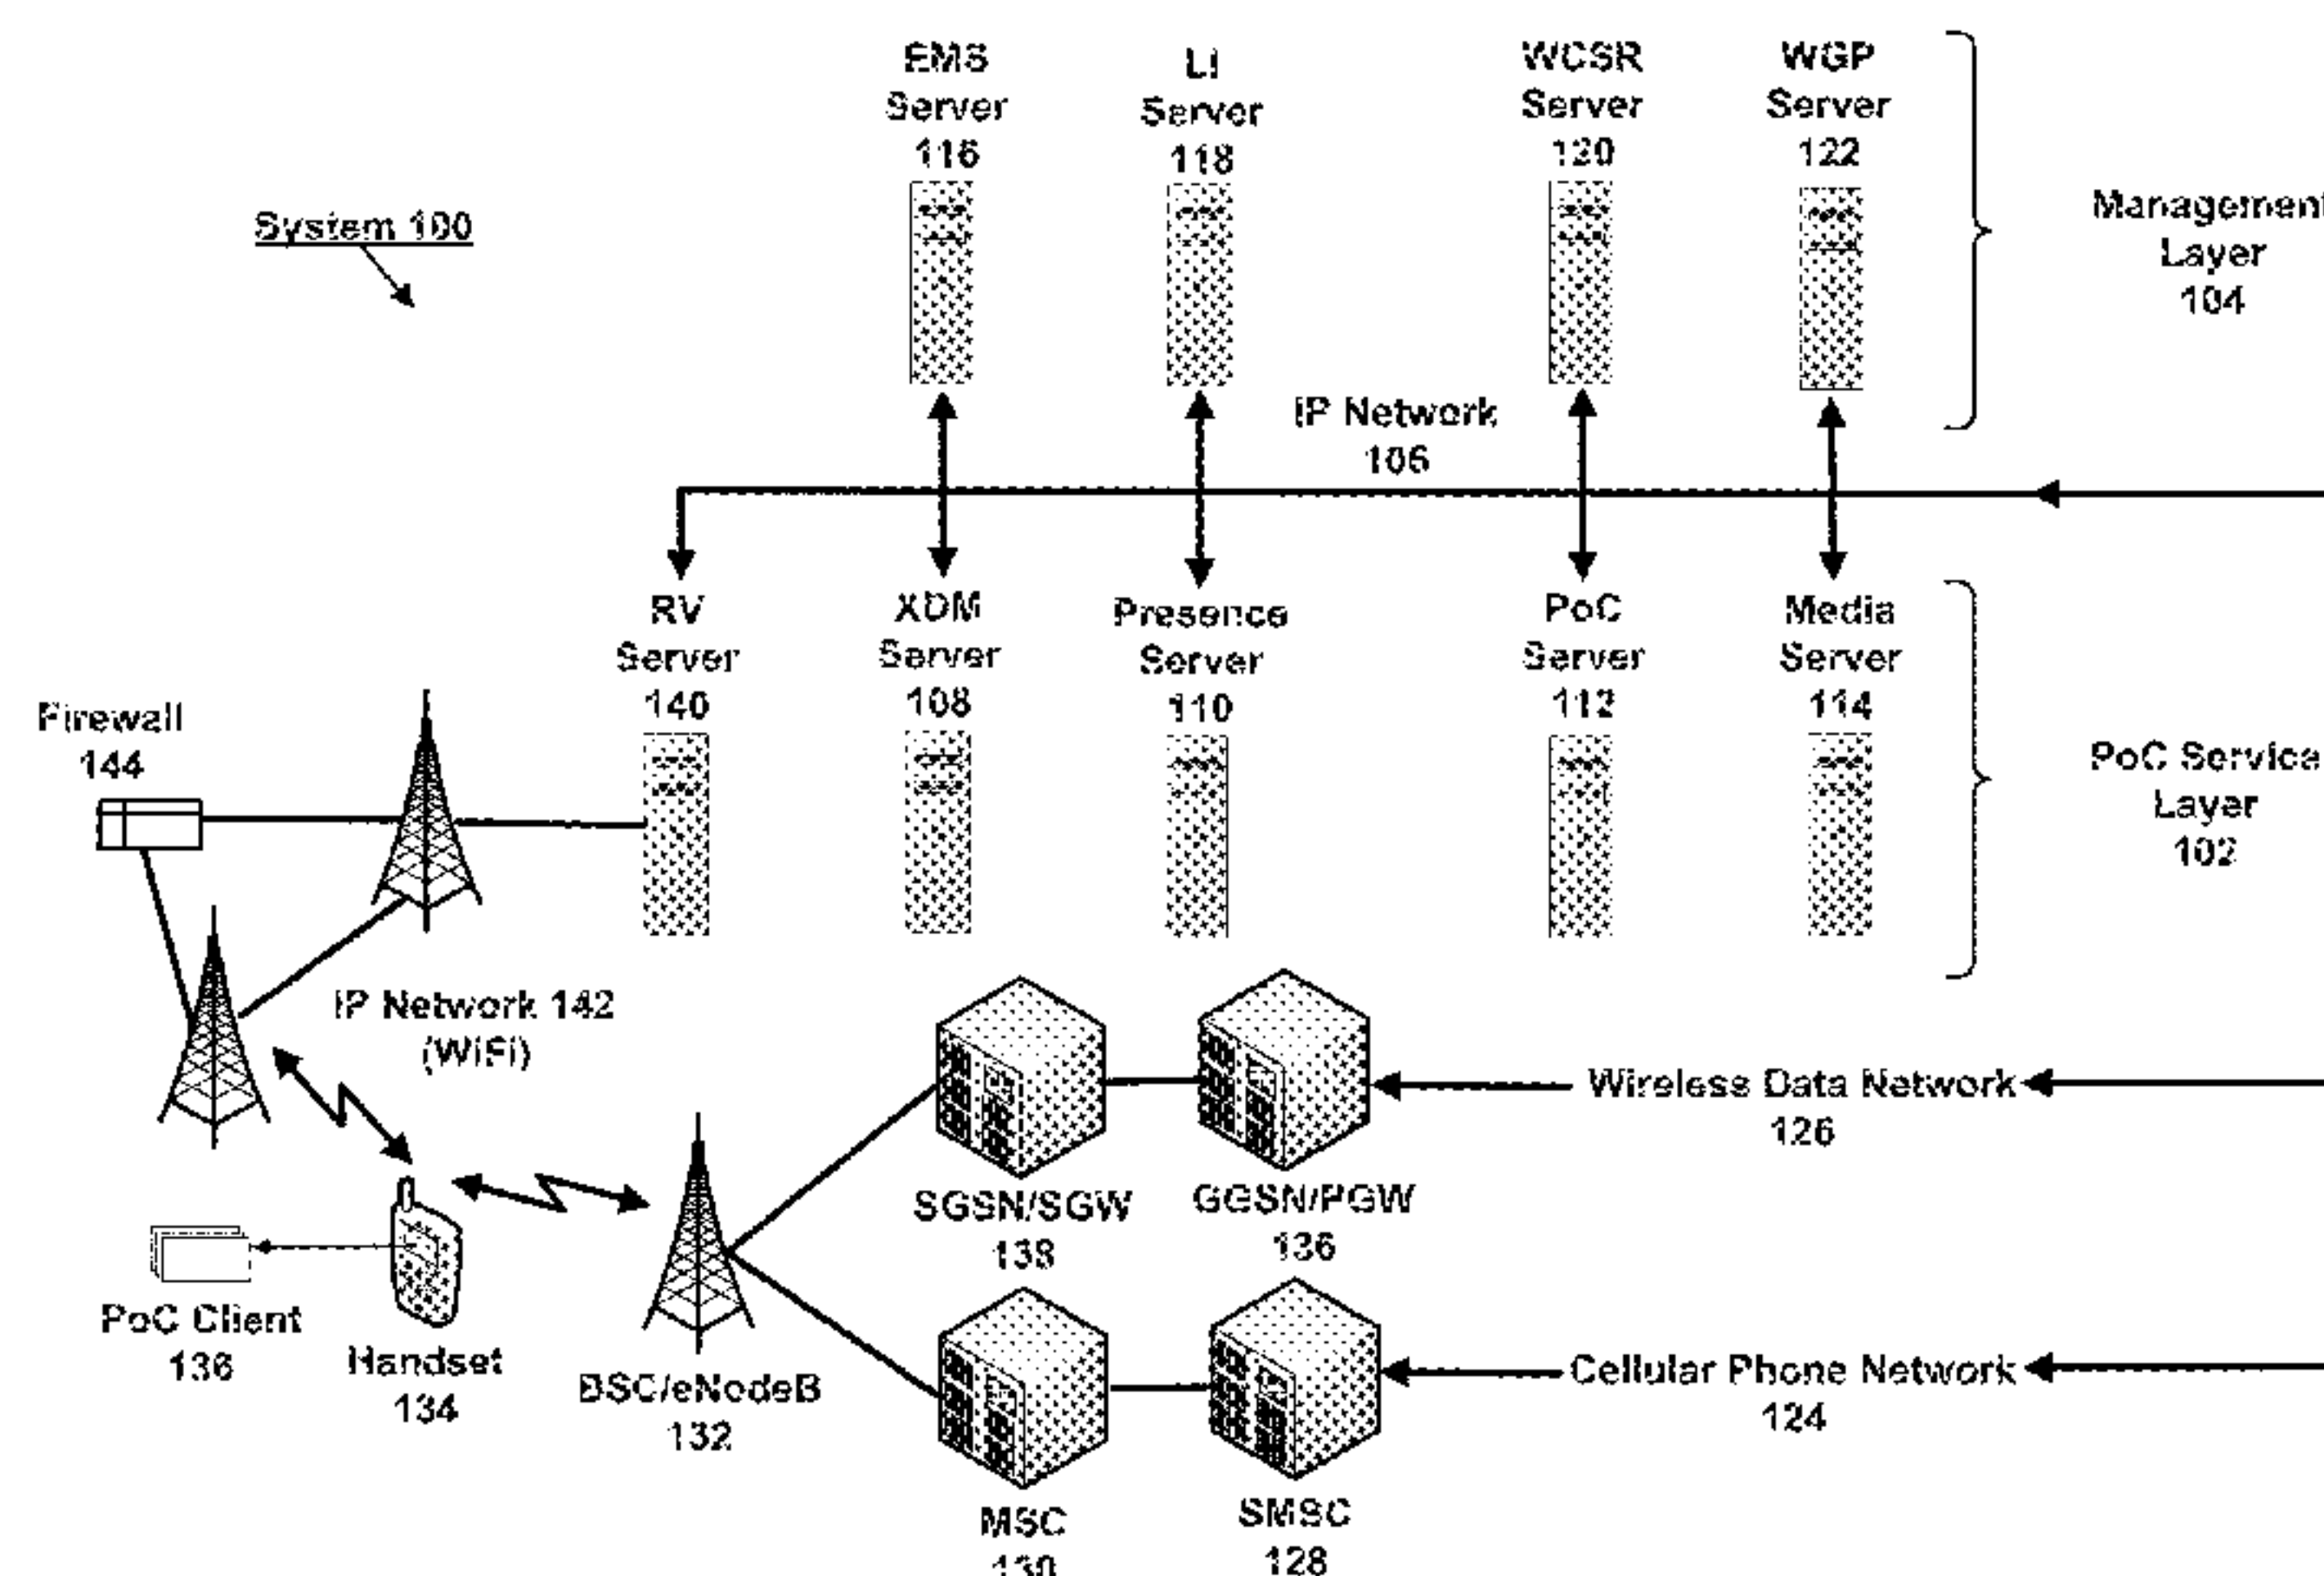 EMS
Server
116
LI
Server
118
WCSR
Server
120
WGP
Server
122
System 100
Management
Layer
104
IP Network
106
RV
Server
140
XDM
Server
108
Presence
Server
110
PoC
Server
112
Media
Server
114
Firewall
144
PoC Service
Layer
102
IP Network 142
(WiFi)
Wireless Data Network
126
SGSN/SGW
138
GGSN/PGW
136
PoC Client
136
Handset
134
BSC/eNodeB
132
Cellular Phone Network
124
MSC
130
SMSC
128